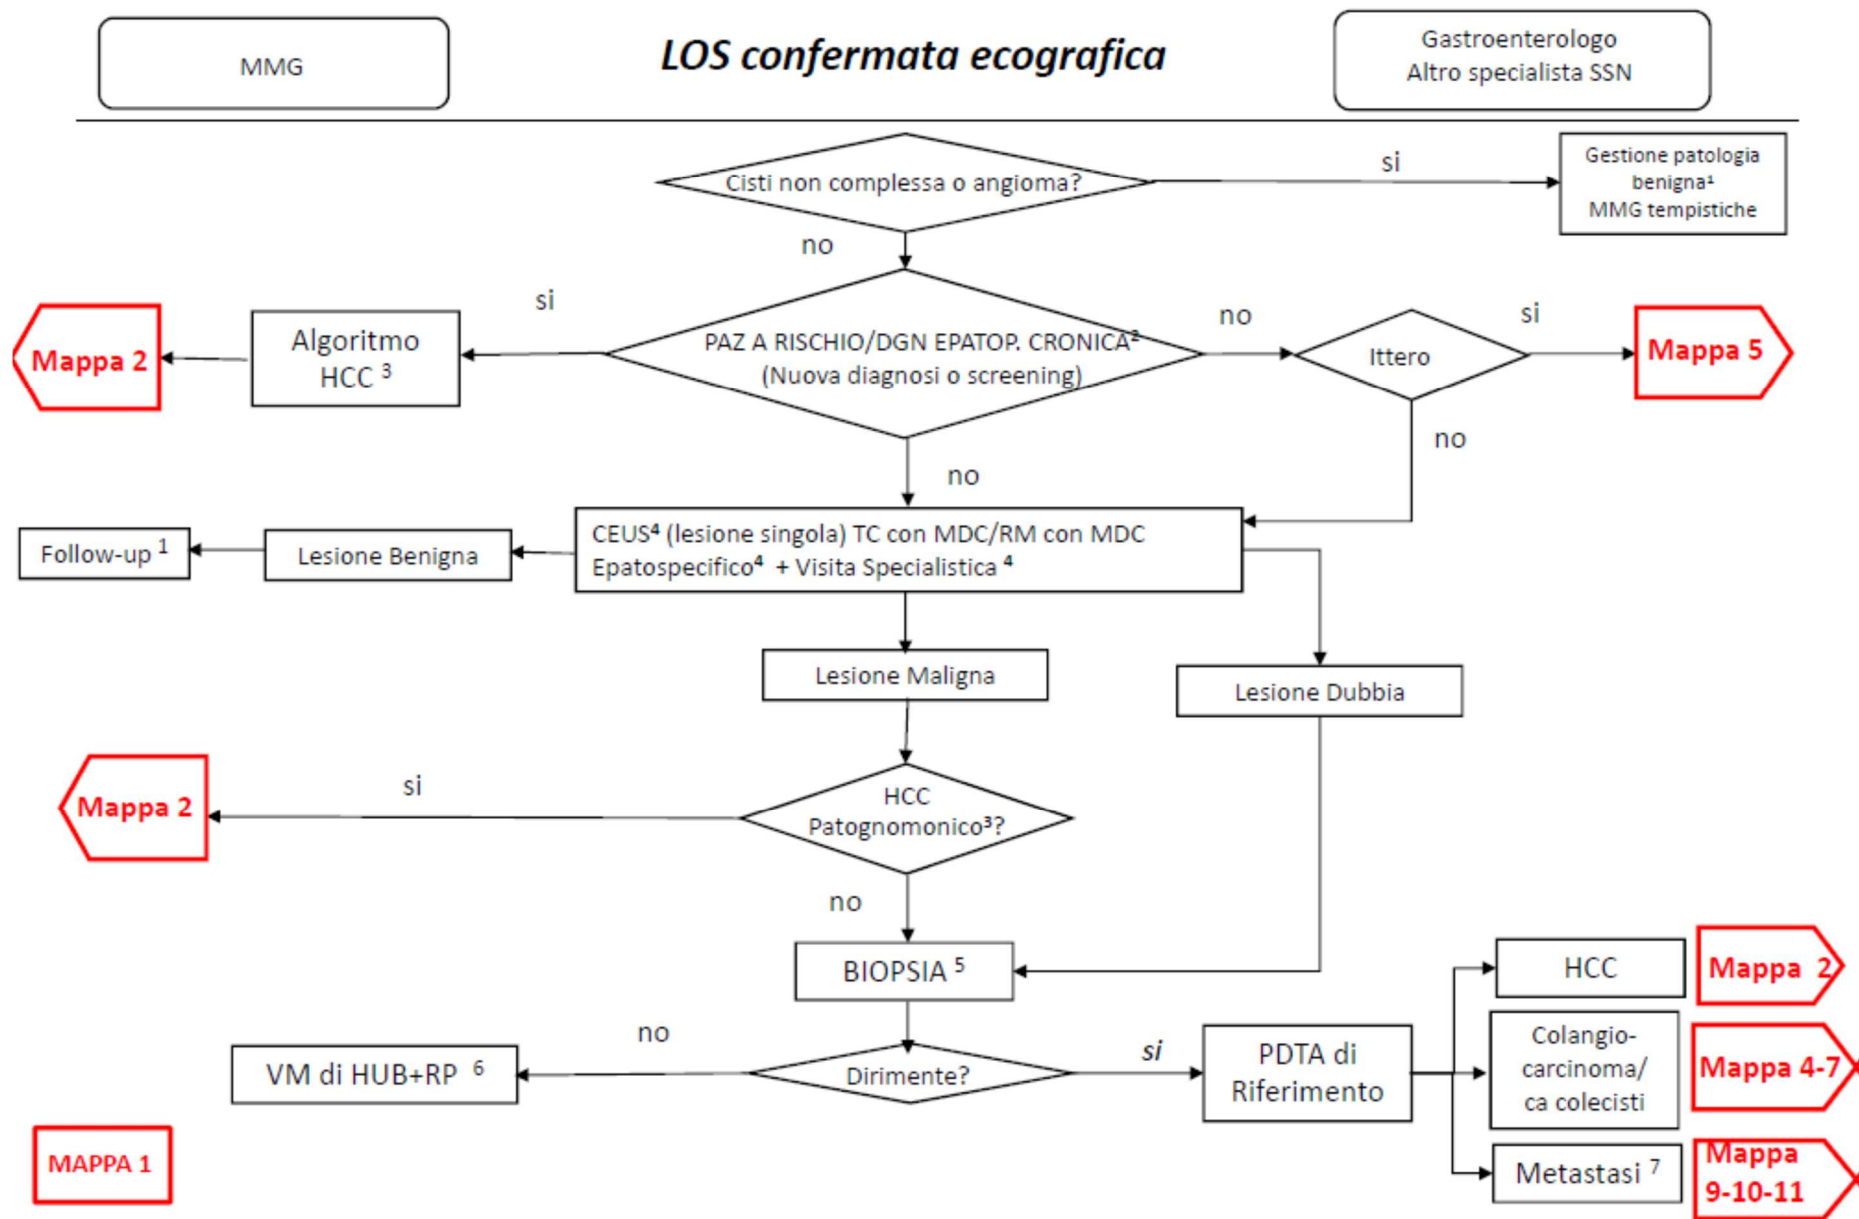 MMG
LOS confermata ecografica
Gastroenterologo
Altro specialista SSN
Cisti non complessa o angioma?
si
Gestione patologia
benigna¹
MMG tempistiche
no
Mappa 2
Algoritmo
HCC ³
si
PAZ A RISCHIO/DGN EPATOP. CRONICA²
(Nuova diagnosi o screening)
no
Ittero
si
Mappa 5
no
no
Follow-up ¹
Lesione Benigna
CEUS⁴ (lesione singola) TC con MDC/RM con MDC
Epatospecifico⁴ + Visita Specialistica ⁴
Lesione Maligna
Lesione Dubbia
Mappa 2
si
HCC
Patognomonico³?
no
BIOPSIA ⁵
HCC
Mappa 2
VM di HUB+RP ⁶
no
Dirimente?
si
PDTA di
Riferimento
Colangio-
carcinoma/
ca colecisti
Mappa 4-7
MAPPA 1
Metastasi ⁷
Mappa
9-10-11